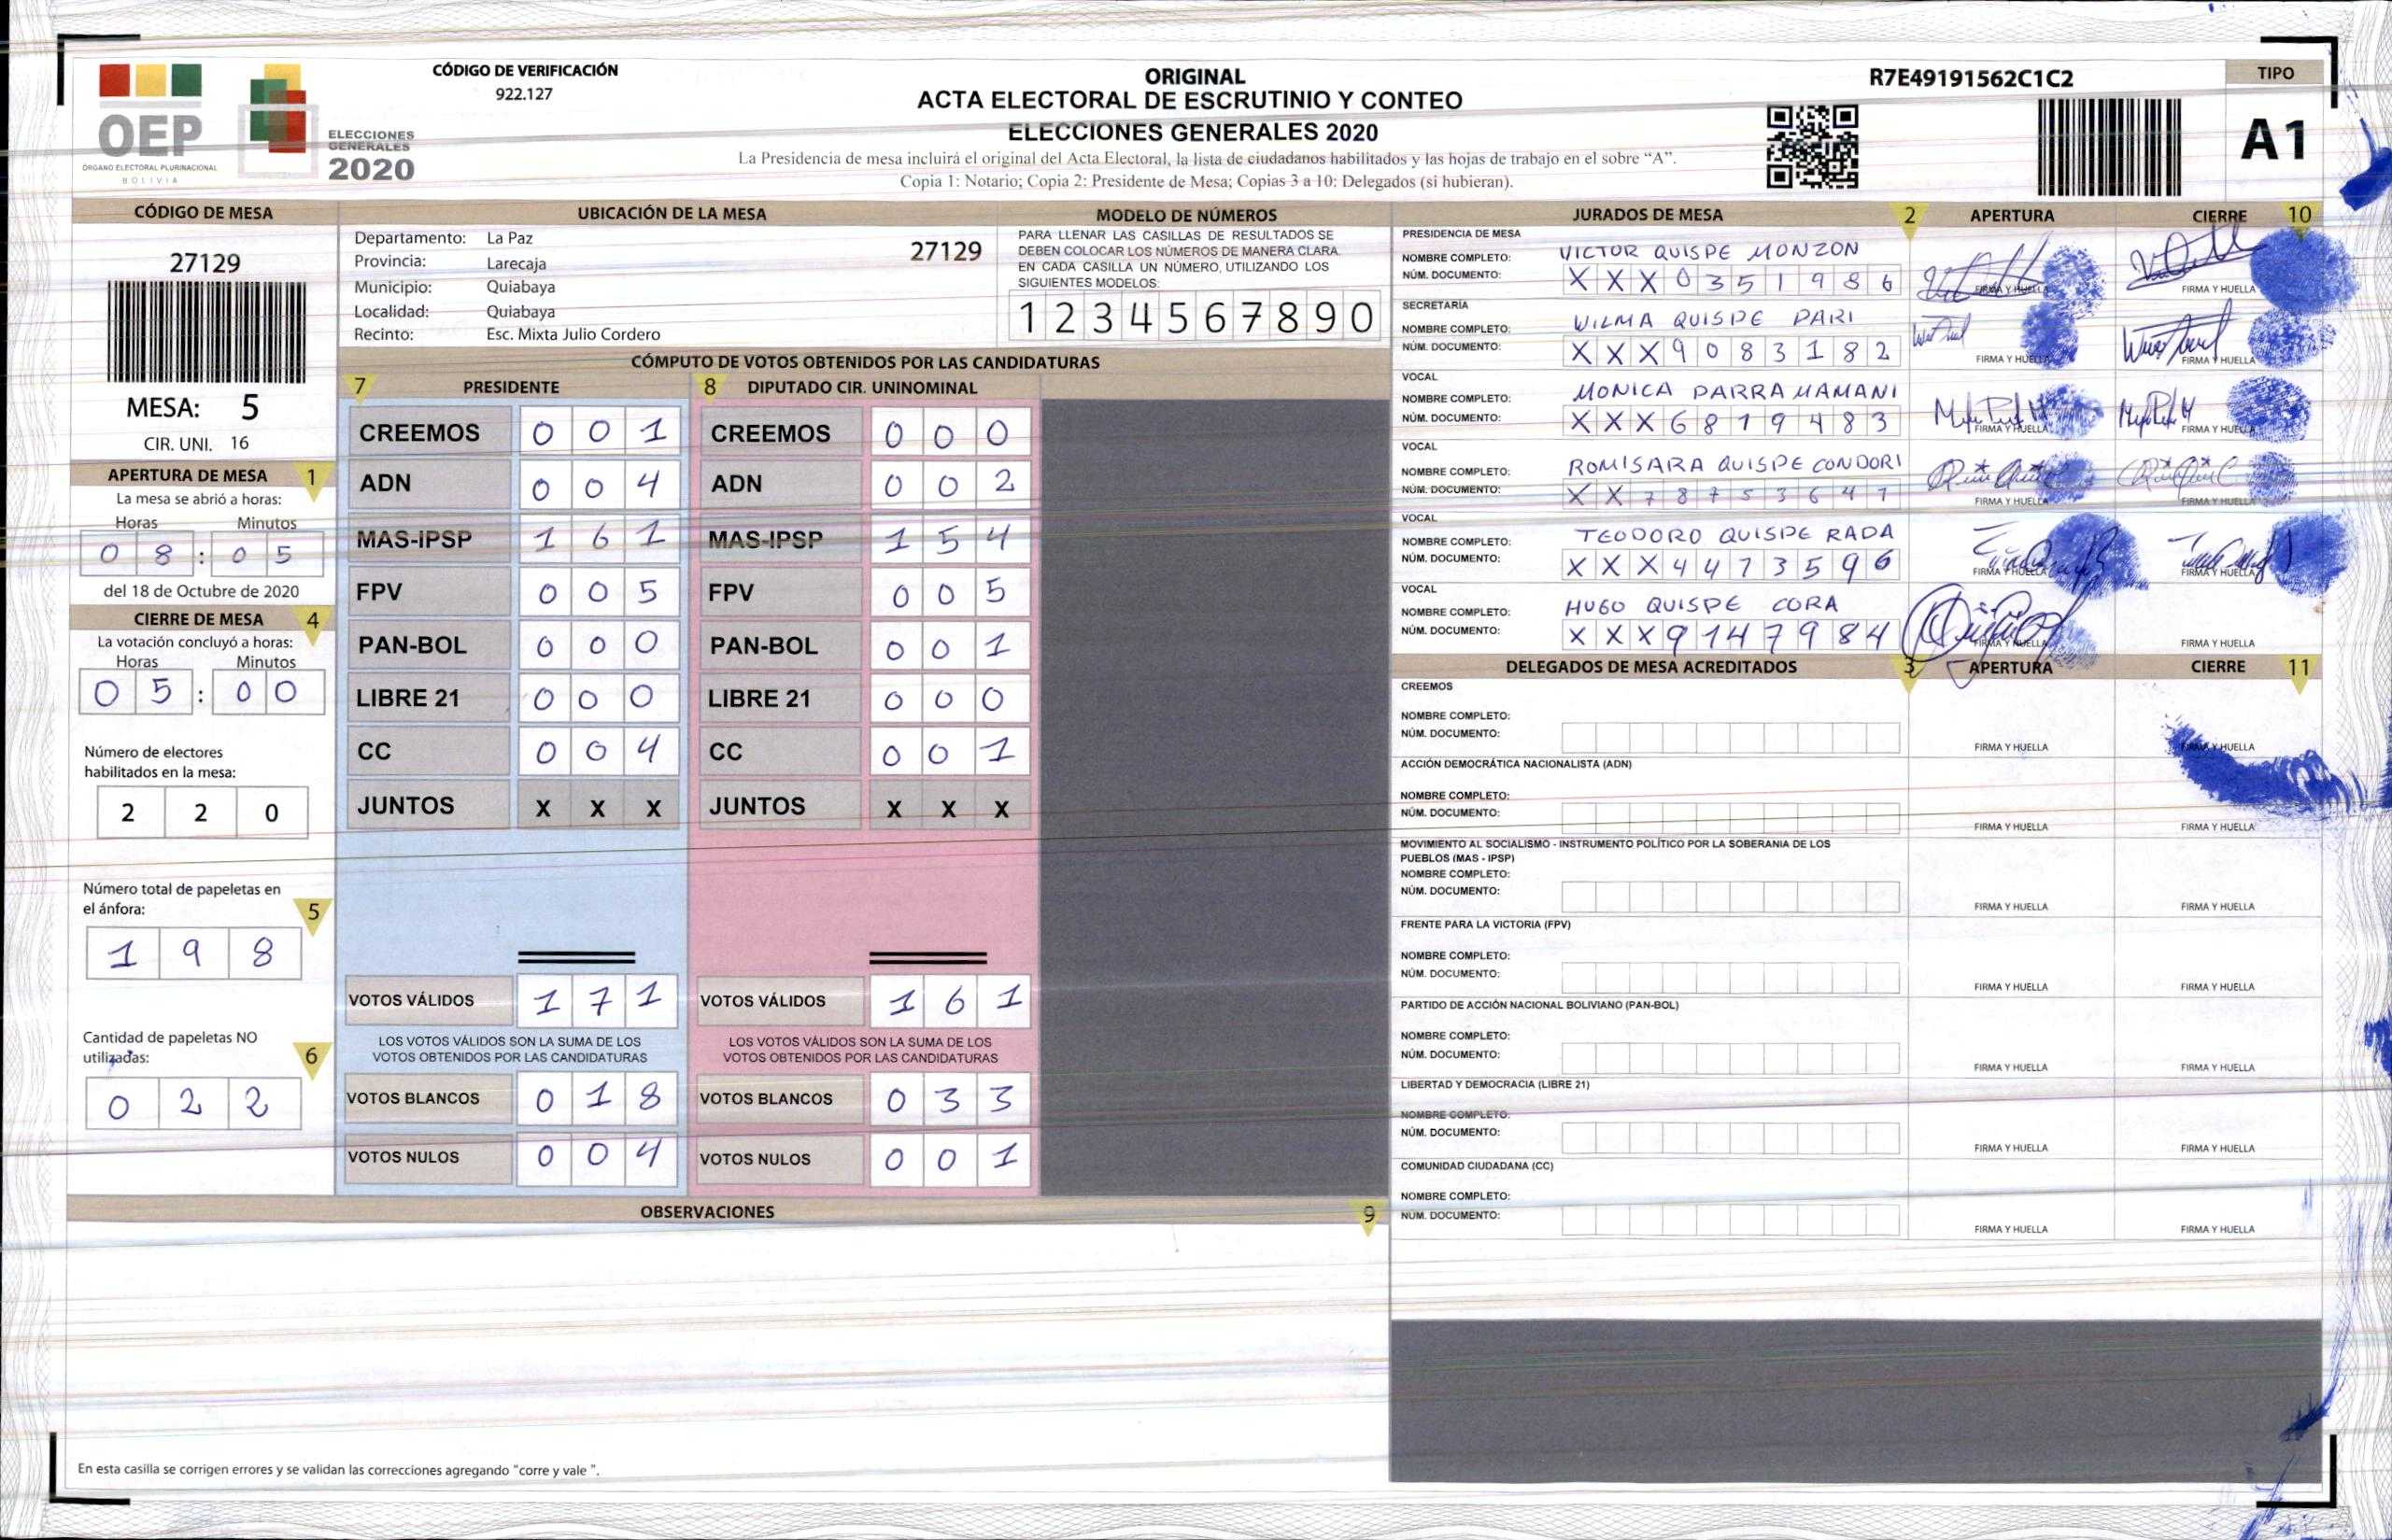 OEP
ÓRGANO ELECTORAL PLURINACIONAL
BOLIVIA
ELECCIONES
GENERALES
2020
CÓDIGO DE VERIFICACIÓN
922.127
ORIGINAL
ACTA ELECTORAL DE ESCRUTINIO Y CONTEO
ELECCIONES GENERALES 2020
La Presidencia de mesa incluirá el original del Acta Electoral, la lista de ciudadanos habilitados y las hojas de trabajo en el sobre “A”.
Copia 1: Notario; Copia 2: Presidente de Mesa; Copias 3 a 10: Delegados (si hubieran).
R7E49191562C1C2
TIPO
A1
CÓDIGO DE MESA
27129
MESA: 5
CIR. UNI. 16
APERTURA DE MESA 1
La mesa se abrió a horas:
Horas Minutos
0 8 : 0 5
del 18 de Octubre de 2020
CIERRE DE MESA 4
La votación concluyó a horas:
Horas Minutos
0 5 : 0 0
Número de electores
habilitados en la mesa:
2 2 0
Número total de papeletas en
el ánfora: 5
1 9 8
Cantidad de papeletas NO
utilizadas: 6
0 2 2
UBICACIÓN DE LA MESA
Departamento: La Paz 27129
Provincia: Larecaja
Municipio: Quiabaya
Localidad: Quiabaya
Recinto: Esc. Mixta Julio Cordero
MODELO DE NÚMEROS
PARA LLENAR LAS CASILLAS DE RESULTADOS SE
DEBEN COLOCAR LOS NÚMEROS DE MANERA CLARA.
EN CADA CASILLA UN NÚMERO, UTILIZANDO LOS
SIGUIENTES MODELOS:
1 2 3 4 5 6 7 8 9 0
CÓMPUTO DE VOTOS OBTENIDOS POR LAS CANDIDATURAS
7 PRESIDENTE 8 DIPUTADO CIR. UNINOMINAL
CREEMOS 0 0 1 CREEMOS 0 0 0
ADN 0 0 4 ADN 0 0 2
MAS-IPSP 1 6 1 MAS-IPSP 1 5 4
FPV 0 0 5 FPV 0 0 5
PAN-BOL 0 0 0 PAN-BOL 0 0 1
LIBRE 21 0 0 0 LIBRE 21 0 0 0
CC 0 0 4 CC 0 0 1
JUNTOS X X X JUNTOS X X X
VOTOS VÁLIDOS 1 7 1 VOTOS VÁLIDOS 1 6 1
LOS VOTOS VÁLIDOS SON LA SUMA DE LOS LOS VOTOS VÁLIDOS SON LA SUMA DE LOS
VOTOS OBTENIDOS POR LAS CANDIDATURAS VOTOS OBTENIDOS POR LAS CANDIDATURAS
VOTOS BLANCOS 0 1 8 VOTOS BLANCOS 0 3 3
VOTOS NULOS 0 0 4 VOTOS NULOS 0 0 1
OBSERVACIONES 9
En esta casilla se corrigen errores y se validan las correcciones agregando "corre y vale ".
JURADOS DE MESA 2 APERTURA CIERRE 10
PRESIDENCIA DE MESA
NOMBRE COMPLETO: VICTOR QUISPE MONZON
NÚM. DOCUMENTO: X X X 0 3 5 1 9 8 6 FIRMA Y HUELLA FIRMA Y HUELLA
SECRETARÍA
NOMBRE COMPLETO: WILMA QUISPE PARI
NÚM. DOCUMENTO: X X X 9 0 8 3 1 8 2 FIRMA Y HUELLA FIRMA Y HUELLA
VOCAL
NOMBRE COMPLETO: MONICA PARRA MAMANI
NÚM. DOCUMENTO: X X X 6 8 1 9 4 8 3 FIRMA Y HUELLA FIRMA Y HUELLA
VOCAL
NOMBRE COMPLETO: ROMISARA QUISPE CONDORI
NÚM. DOCUMENTO: X X 7 8 7 5 3 6 4 1 FIRMA Y HUELLA FIRMA Y HUELLA
VOCAL
NOMBRE COMPLETO: TEODORO QUISPE RADA
NÚM. DOCUMENTO: X X X 4 4 7 3 5 9 6 FIRMA Y HUELLA FIRMA Y HUELLA
VOCAL
NOMBRE COMPLETO: HUGO QUISPE CORA
NÚM. DOCUMENTO: X X X 9 1 4 7 9 8 4 FIRMA Y HUELLA FIRMA Y HUELLA
DELEGADOS DE MESA ACREDITADOS 3 APERTURA CIERRE 11
CREEMOS
NOMBRE COMPLETO:
NÚM. DOCUMENTO: FIRMA Y HUELLA FIRMA Y HUELLA
ACCIÓN DEMOCRÁTICA NACIONALISTA (ADN)
NOMBRE COMPLETO:
NÚM. DOCUMENTO: FIRMA Y HUELLA FIRMA Y HUELLA
MOVIMIENTO AL SOCIALISMO - INSTRUMENTO POLÍTICO POR LA SOBERANIA DE LOS
PUEBLOS (MAS - IPSP)
NOMBRE COMPLETO:
NÚM. DOCUMENTO: FIRMA Y HUELLA FIRMA Y HUELLA
FRENTE PARA LA VICTORIA (FPV)
NOMBRE COMPLETO:
NÚM. DOCUMENTO: FIRMA Y HUELLA FIRMA Y HUELLA
PARTIDO DE ACCIÓN NACIONAL BOLIVIANO (PAN-BOL)
NOMBRE COMPLETO:
NÚM. DOCUMENTO: FIRMA Y HUELLA FIRMA Y HUELLA
LIBERTAD Y DEMOCRACIA (LIBRE 21)
NOMBRE COMPLETO:
NÚM. DOCUMENTO: FIRMA Y HUELLA FIRMA Y HUELLA
COMUNIDAD CIUDADANA (CC)
NOMBRE COMPLETO:
NÚM. DOCUMENTO: FIRMA Y HUELLA FIRMA Y HUELLA